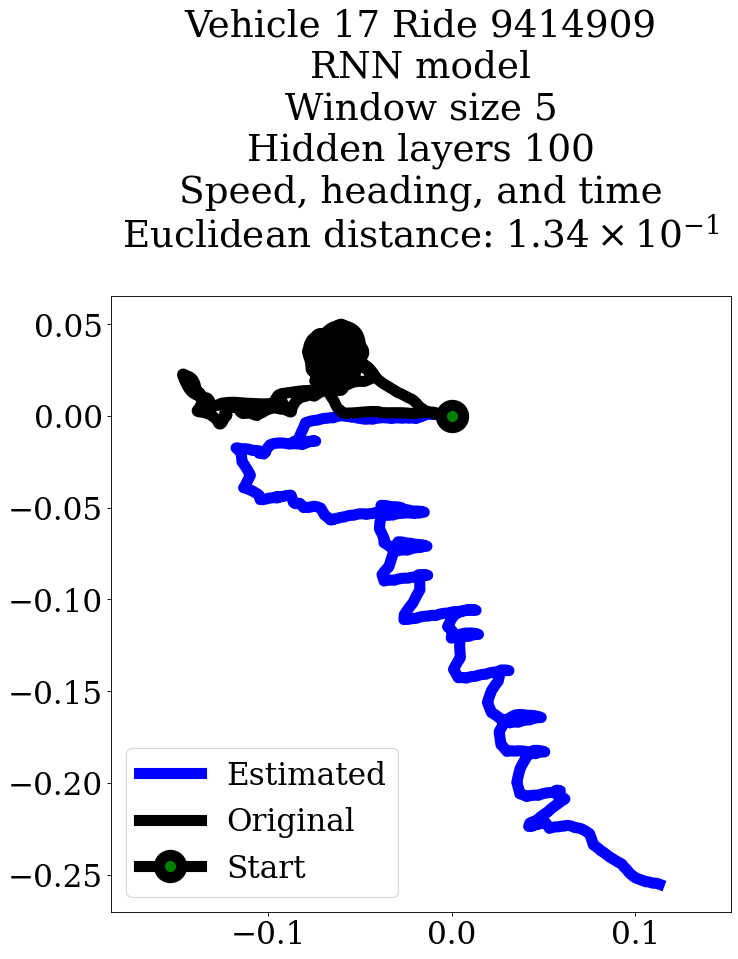 Vehicle 17 Ride 9414909
RNN model
Window size 5
Hidden layers 100
Speed, heading, and time
Euclidean distance: 1.34 × 10⁻¹
0.05
0.00
−0.05
−0.10
−0.15
−0.20
−0.25
Estimated
Original
Start
−0.1 0.0 0.1